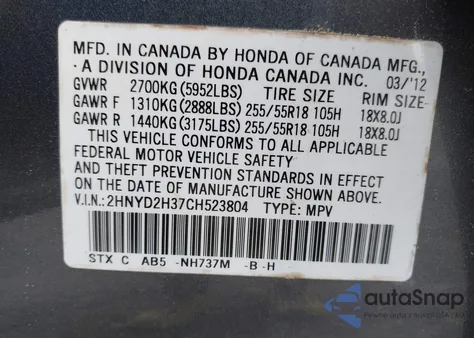 MFD. IN CANADA BY HONDA OF CANADA MFG.,
A DIVISION OF HONDA CANADA INC. 03/'12
GVWR 2700KG(5952LBS) TIRE SIZE RIM SIZE
GAWR F 1310KG(2888LBS) 255/55R18 105H 18X8.0J
GAWR R 1440KG(3175LBS) 255/55R18 105H 18X8.0J
THIS VEHICLE CONFORMS TO ALL APPLICABLE
FEDERAL MOTOR VEHICLE SAFETY
AND THEFT PREVENTION STANDARDS IN EFFECT
ON THE DATE OF MANUFACTURE SHOWN ABOVE.
V.I.N.:2HNYD2H37CH523804 TYPE: MPV
STX C AB5 -NH737M -B -H
autoSnap